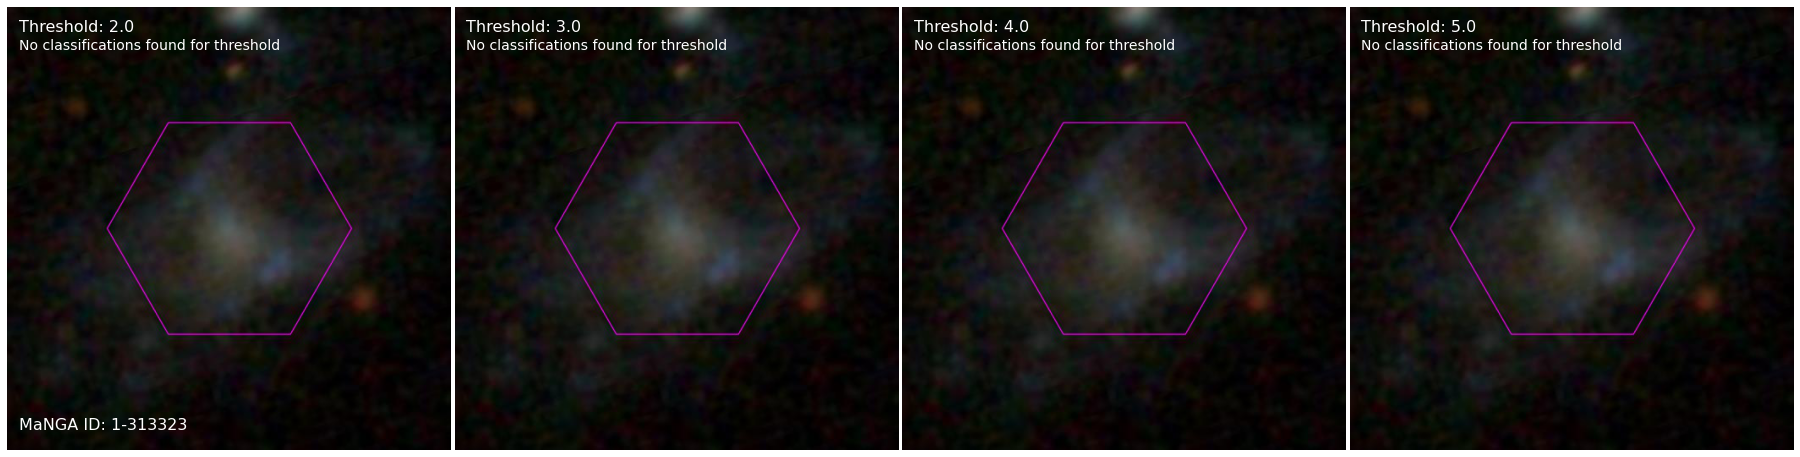 Threshold: 2.0
No classifications found for threshold
MaNGA ID: 1-313323
Threshold: 3.0
No classifications found for threshold
Threshold: 4.0
No classifications found for threshold
Threshold: 5.0
No classifications found for threshold